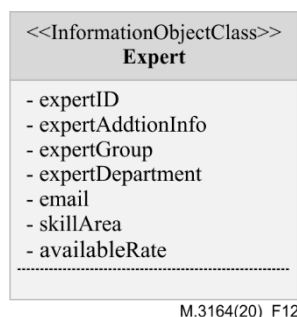 <<InformationObjectClass>>
Expert
- expertID
- expertAddtionInfo
- expertGroup
- expertDepartment
- email
- skillArea
- availableRate
M.3164(20)_F12